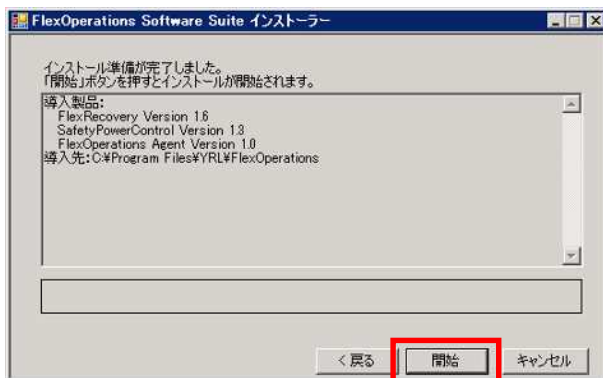 FlexOperations Software Suite インストーラー
インストール準備が完了しました。
「開始」ボタンを押すとインストールが開始されます。
導入製品:
FlexRecovery Version 1.6
SafetyPowerControl Version 1.3
FlexOperations Agent Version 1.0
導入先:C:¥Program Files¥YRL¥FlexOperations
< 戻る
開始
キャンセル